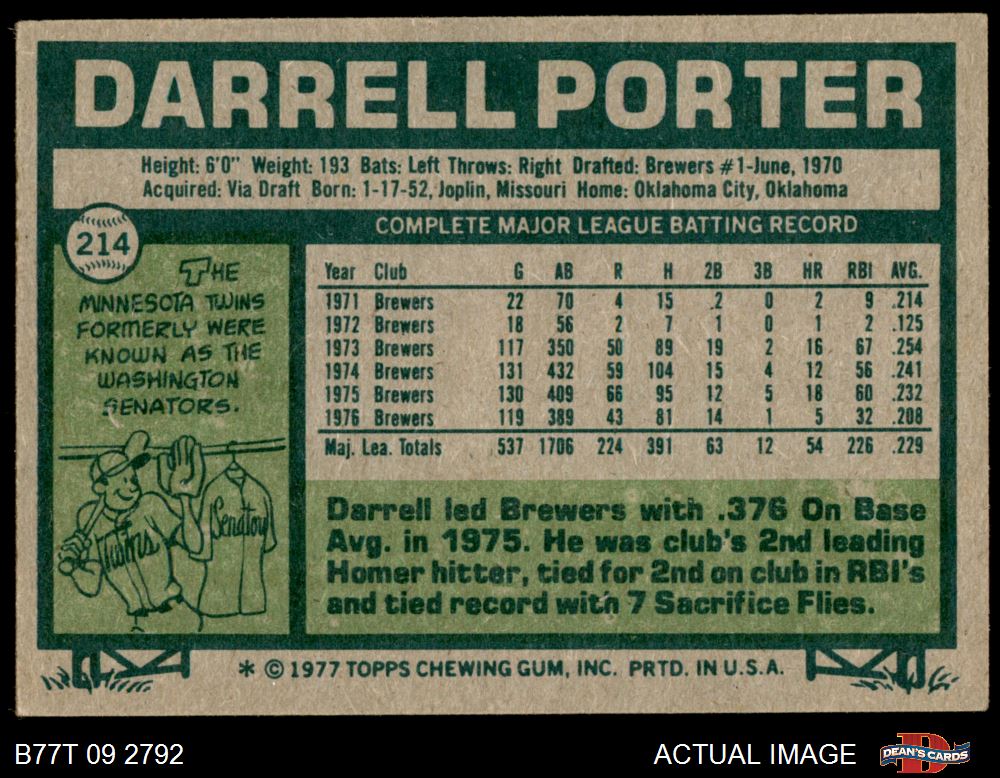 DARRELL PORTER
Height: 6'0" Weight: 193 Bats: Left Throws: Right Drafted: Brewers #1-June, 1970
Acquired: Via Draft Born: 1-17-52, Joplin, Missouri Home: Oklahoma City, Oklahoma
214
THE
MINNESOTA TWINS
FORMERLY WERE
KNOWN AS THE
WASHINGTON
SENATORS.
Twins
Senators
COMPLETE MAJOR LEAGUE BATTING RECORD
Year Club G AB R H 2B 3B HR RBI AVG.
1971 Brewers 22 70 4 15 .2 0 2 9 .214
1972 Brewers 18 56 2 7 1 0 1 2 .125
1973 Brewers 117 350 50 89 19 2 16 67 .254
1974 Brewers 131 432 59 104 15 4 12 56 .241
1975 Brewers 130 409 66 95 12 5 18 60 .232
1976 Brewers 119 389 43 81 14 1 5 32 .208
Maj. Lea. Totals 537 1706 224 391 63 12 54 226 .229
Darrell led Brewers with .376 On Base
Avg. in 1975. He was club's 2nd leading
Homer hitter, tied for 2nd on club in RBI's
and tied record with 7 Sacrifice Flies.
* © 1977 TOPPS CHEWING GUM, INC. PRTD. IN U.S.A.
B77T 09 2792
ACTUAL IMAGE
DEAN'S CARDS